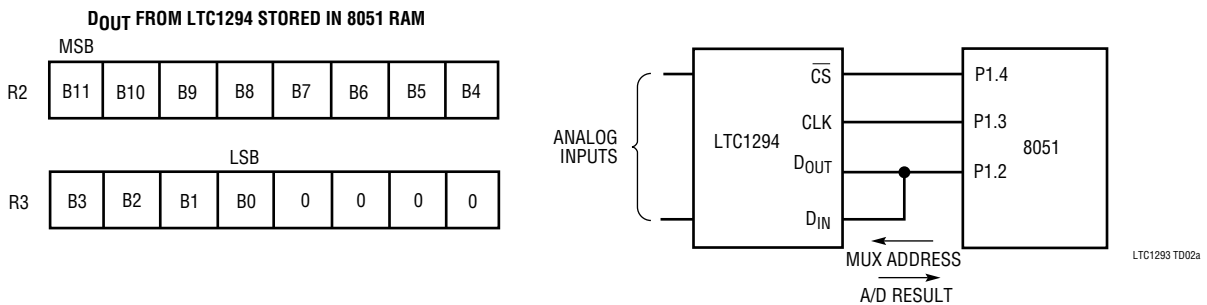 DOUT FROM LTC1294 STORED IN 8051 RAM
MSB
R2 B11 B10 B9 B8 B7 B6 B5 B4
LSB
R3 B3 B2 B1 B0 0 0 0 0
ANALOG
INPUTS
LTC1294
CS
CLK
DOUT
DIN
P1.4
P1.3
P1.2
8051
MUX ADDRESS
A/D RESULT
LTC1293 TD02a